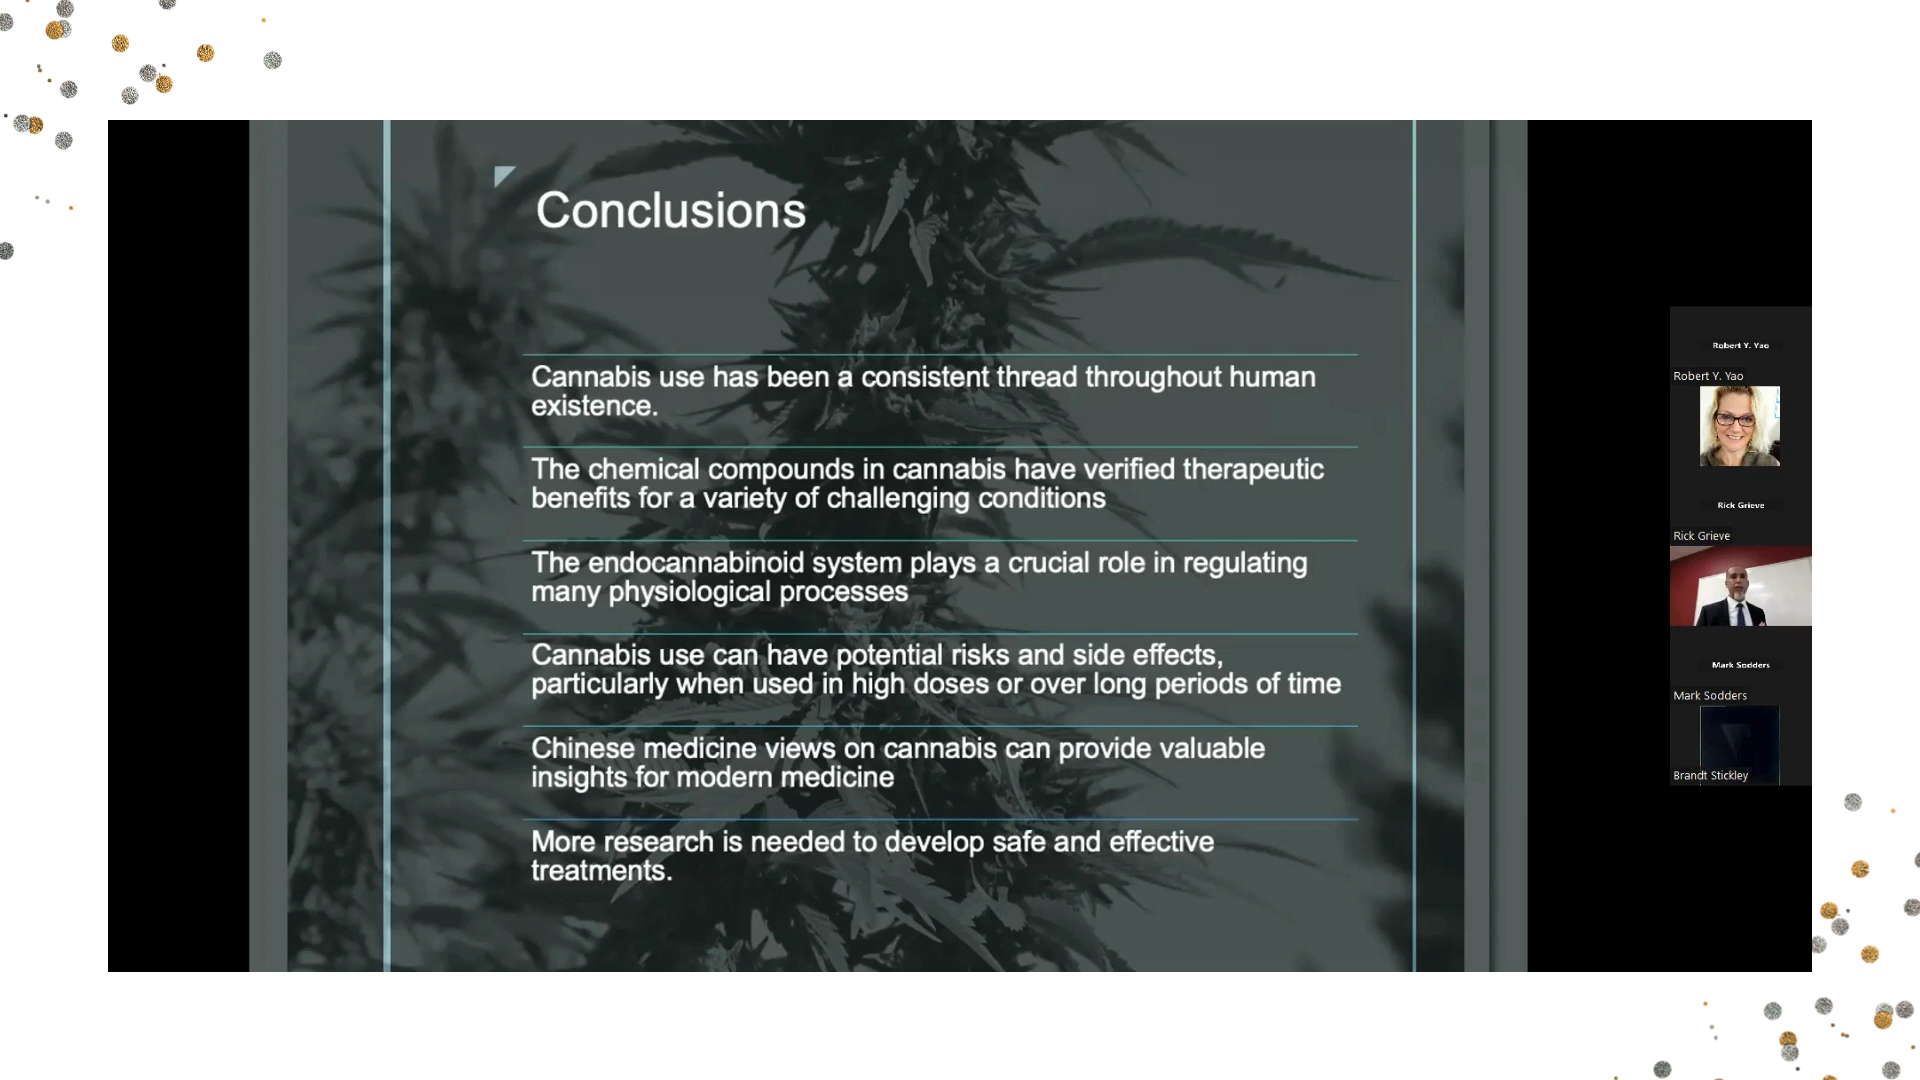 Conclusions
Cannabis use has been a consistent thread throughout human
existence.
The chemical compounds in cannabis have verified therapeutic
benefits for a variety of challenging conditions
The endocannabinoid system plays a crucial role in regulating
many physiological processes
Cannabis use can have potential risks and side effects,
particularly when used in high doses or over long periods of time
Chinese medicine views on cannabis can provide valuable
insights for modern medicine
More research is needed to develop safe and effective
treatments.
Robert Y. Yao
Robert Y. Yao
Rick Grieve
Rick Grieve
Mark Sodders
Mark Sodders
Brandt Stickley